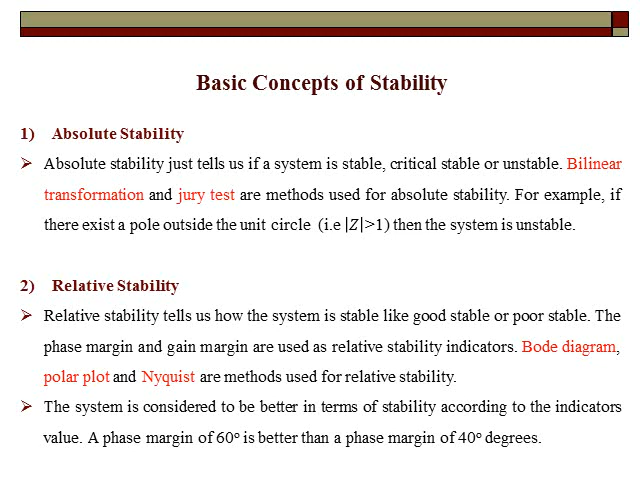 Basic Concepts of Stability
1) Absolute Stability
➢ Absolute stability just tells us if a system is stable, critical stable or unstable. Bilinear
transformation and jury test are methods used for absolute stability. For example, if
there exist a pole outside the unit circle (i.e |Z|>1) then the system is unstable.
2) Relative Stability
➢ Relative stability tells us how the system is stable like good stable or poor stable. The
phase margin and gain margin are used as relative stability indicators. Bode diagram,
polar plot and Nyquist are methods used for relative stability.
➢ The system is considered to be better in terms of stability according to the indicators
value. A phase margin of 60° is better than a phase margin of 40° degrees.